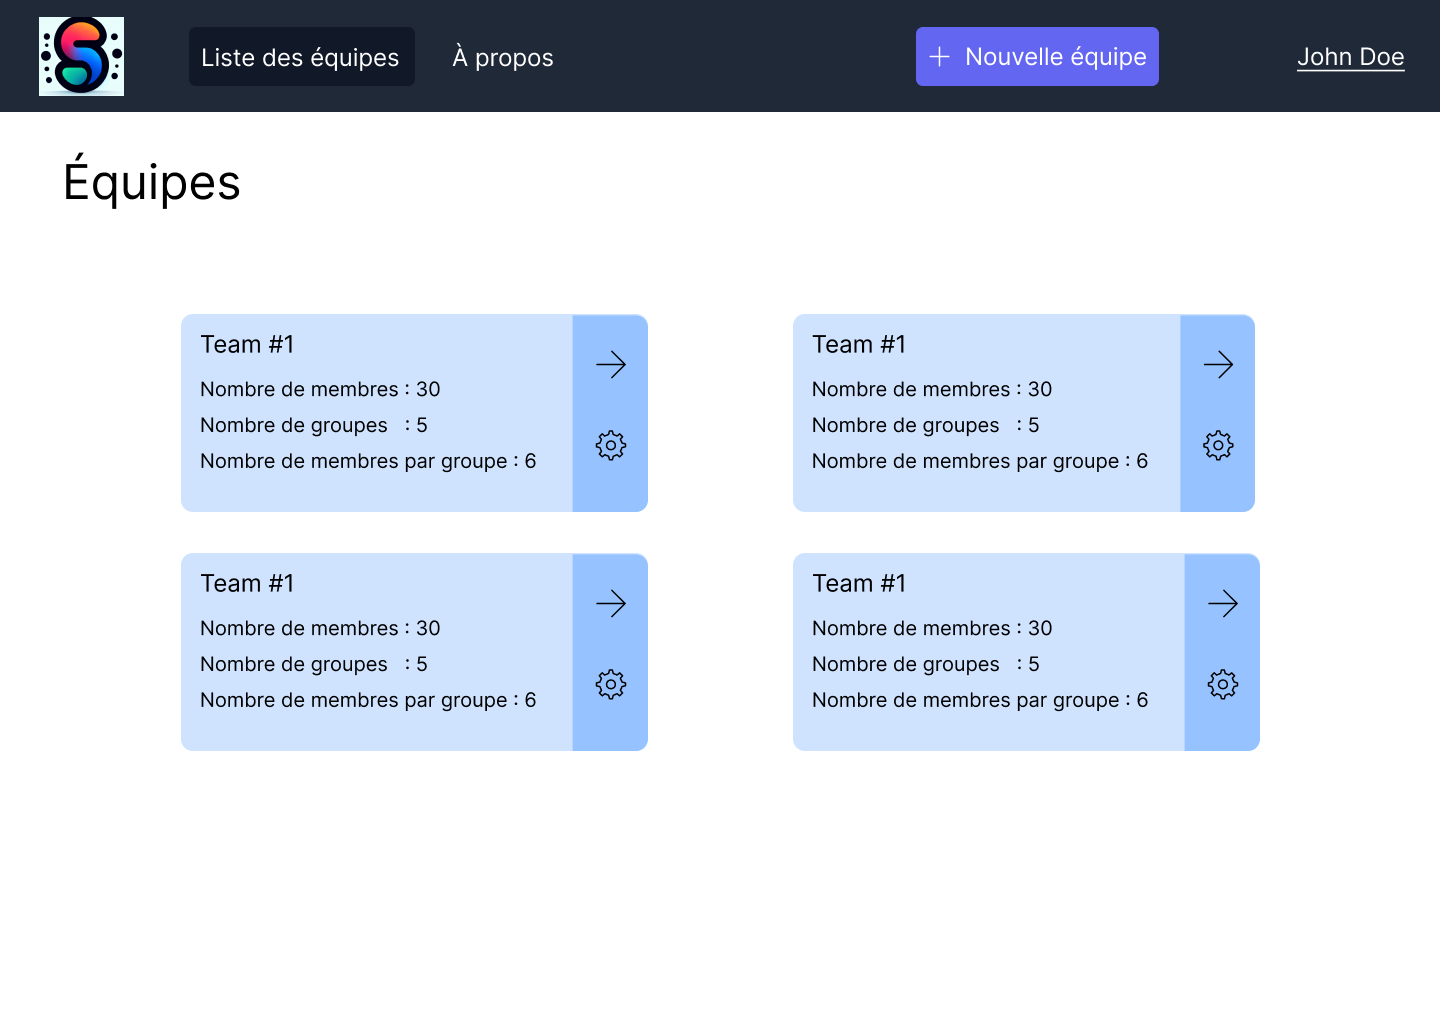 Liste des équipes
À propos
Nouvelle équipe
John Doe
Équipes
Team #1
Nombre de membres : 30
Nombre de groupes : 5
Nombre de membres par groupe : 6
Team #1
Nombre de membres : 30
Nombre de groupes : 5
Nombre de membres par groupe : 6
Team #1
Nombre de membres : 30
Nombre de groupes : 5
Nombre de membres par groupe : 6
Team #1
Nombre de membres : 30
Nombre de groupes : 5
Nombre de membres par groupe : 6